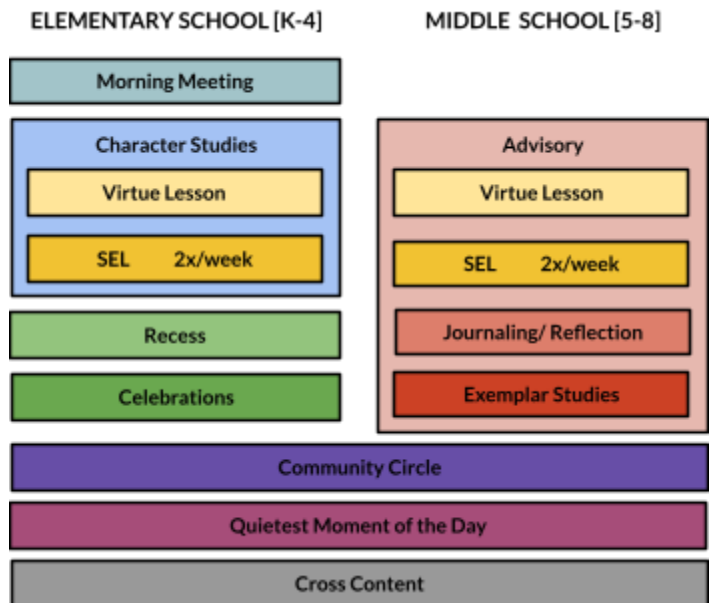 ELEMENTARY SCHOOL [K-4]
MIDDLE SCHOOL [5-8]
Morning Meeting
Character Studies
Virtue Lesson
SEL 2x/week
Recess
Celebrations
Advisory
Virtue Lesson
SEL 2x/week
Journaling/ Reflection
Exemplar Studies
Community Circle
Quietest Moment of the Day
Cross Content